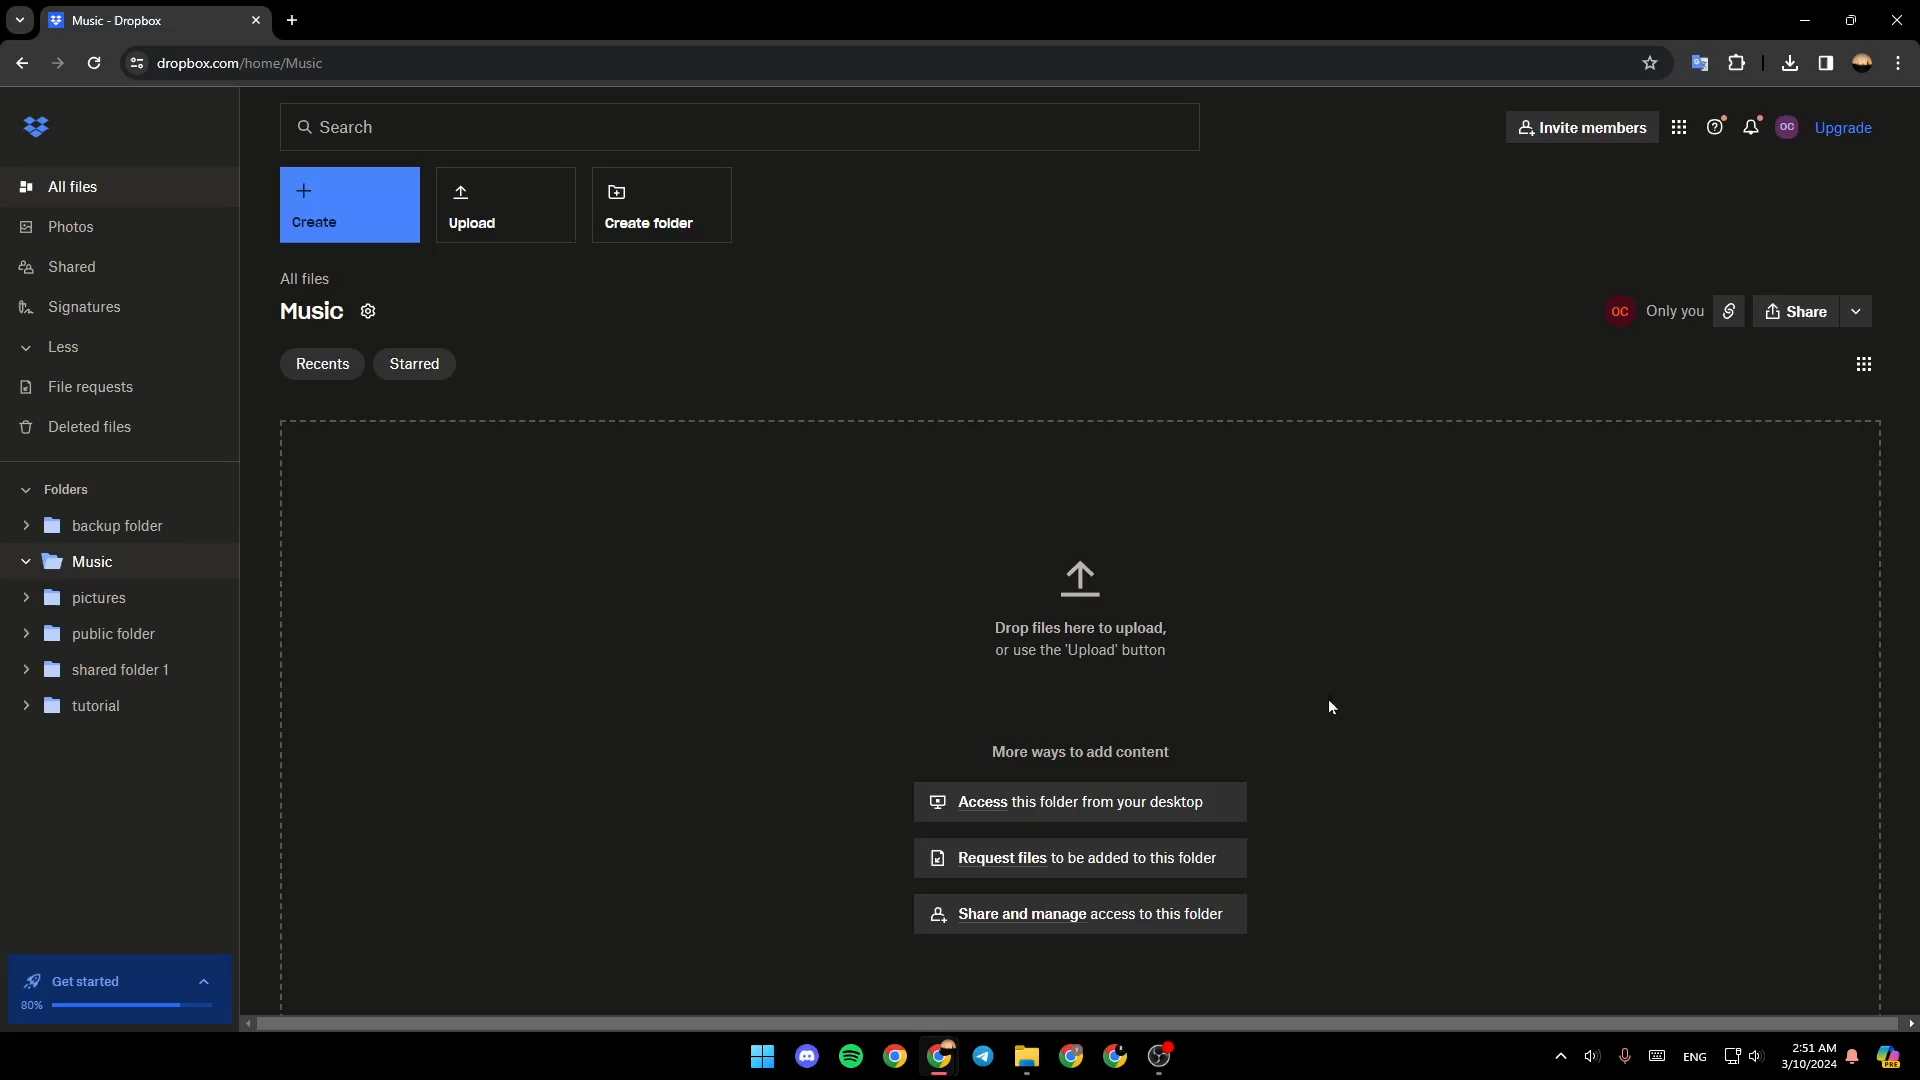 Music - Dropbox
dropbox.com/home/Music
Search
Invite members
OC
Upgrade
All files
Photos
Shared
Signatures
Less
File requests
Deleted files
Folders
backup folder
Music
pictures
public folder
shared folder 1
tutorial
Get started
80%
Create
Upload
Create folder
All files
Music
OC
Only you
Share
Recents
Starred
Drop files here to upload,
or use the 'Upload' button
More ways to add content
Access this folder from your desktop
Request files to be added to this folder
Share and manage access to this folder
ENG
2:51 AM
3/10/2024
PRE